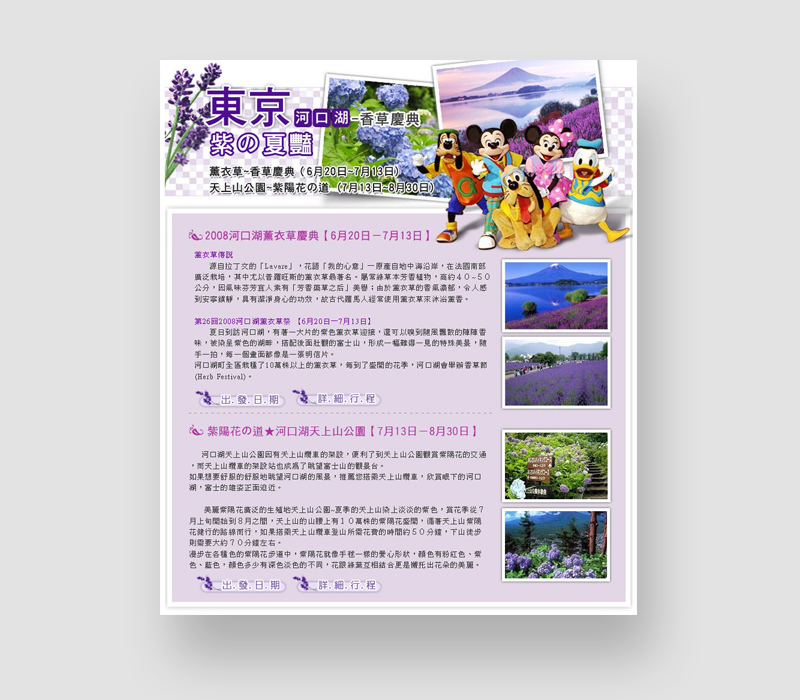 東京 河口湖-香草慶典
紫の夏豔
薰衣草~香草慶典 (6月20日~7月13日)
天上山公園~紫陽花の道 (7月13日~8月30日)
2008河口湖薰衣草慶典【6月20日－7月13日】
薰衣草傳說
源自拉丁文的「Lavare」，花語「我的心意」一原產自地中海沿岸，在法國南部
廣泛栽培，其中尤以普羅旺斯的薰衣草最著名。屬常綠草本芳香植物，高約４０~５０
公分，因氣味芬芳宜人素有「芳香園草之后」美譽；由於薰衣草的香氣濃郁，令人感
到安寧鎮靜，具有潔淨身心的功效，故古代羅馬人經常使用薰衣草來沐浴薰香。
第26回2008河口湖薰衣草祭 【6月20日一7月13日】
夏日到訪河口湖，有著一大片的紫色薰衣草迎接，還可以嗅到隨風飄散的陣陣香
味，被染呈紫色的湖畔，搭配後面壯觀的富士山，形成一幅難得一見的特殊美景，隨
手一拍，每一個畫面都像是一張明信片。
河口湖町全區栽種了10萬株以上的薰衣草，每到了盛開的花季，河口湖會舉辦香草節
(Herb Festival)。
出.發.日.期
詳.細.行.程
紫陽花の道★河口湖天上山公園【7月13日－8月30日】
河口湖天上山公園因有天上山纜車的架設，便利了到天上山公園觀賞紫陽花的交通
，而天上山纜車的架設站也成爲了眺望富士山的觀景台。
如果想要舒服的舒服地眺望河口湖的風景，推薦您搭乘天上山纜車，欣賞眼下的河口
湖，富士的雄姿正面迫近。
美麗紫陽花廣泛的生殖地天上山公園~夏季的天上山染上淡淡的紫色，賞花季從７
月上旬開始到８月之間，天上山的山腰上有１０萬株的紫陽花盛開，循著天上山紫陽
花健行的路線而行，如果搭乘天上山纜車登山所需花費的時間約５０分鐘，下山徒步
則需要大約７０分鐘左右。
漫步在各種色的紫陽花步道中，紫陽花就像手毬一樣的愛心形狀，顏色有粉紅色、紫
色、藍色，顏色多少有深色淡色的不同，花跟綠葉互相結合更是襯托出花朵的美麗。
出.發.日.期
詳.細.行.程